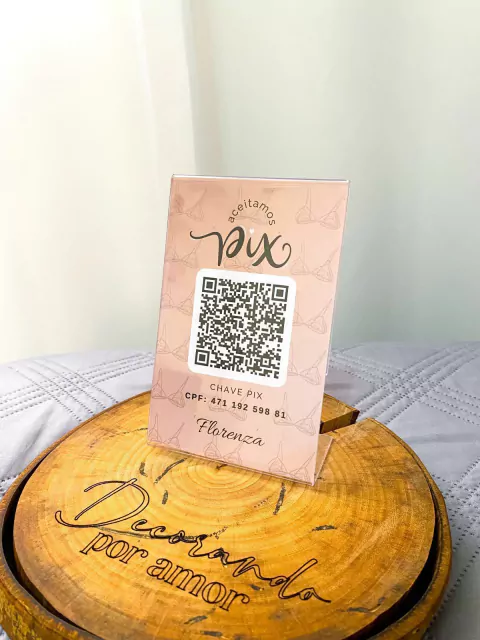 aceitamos
pix
CHAVE PIX
CPF: 471 192 598 81
Florenza
Decorando
por amor